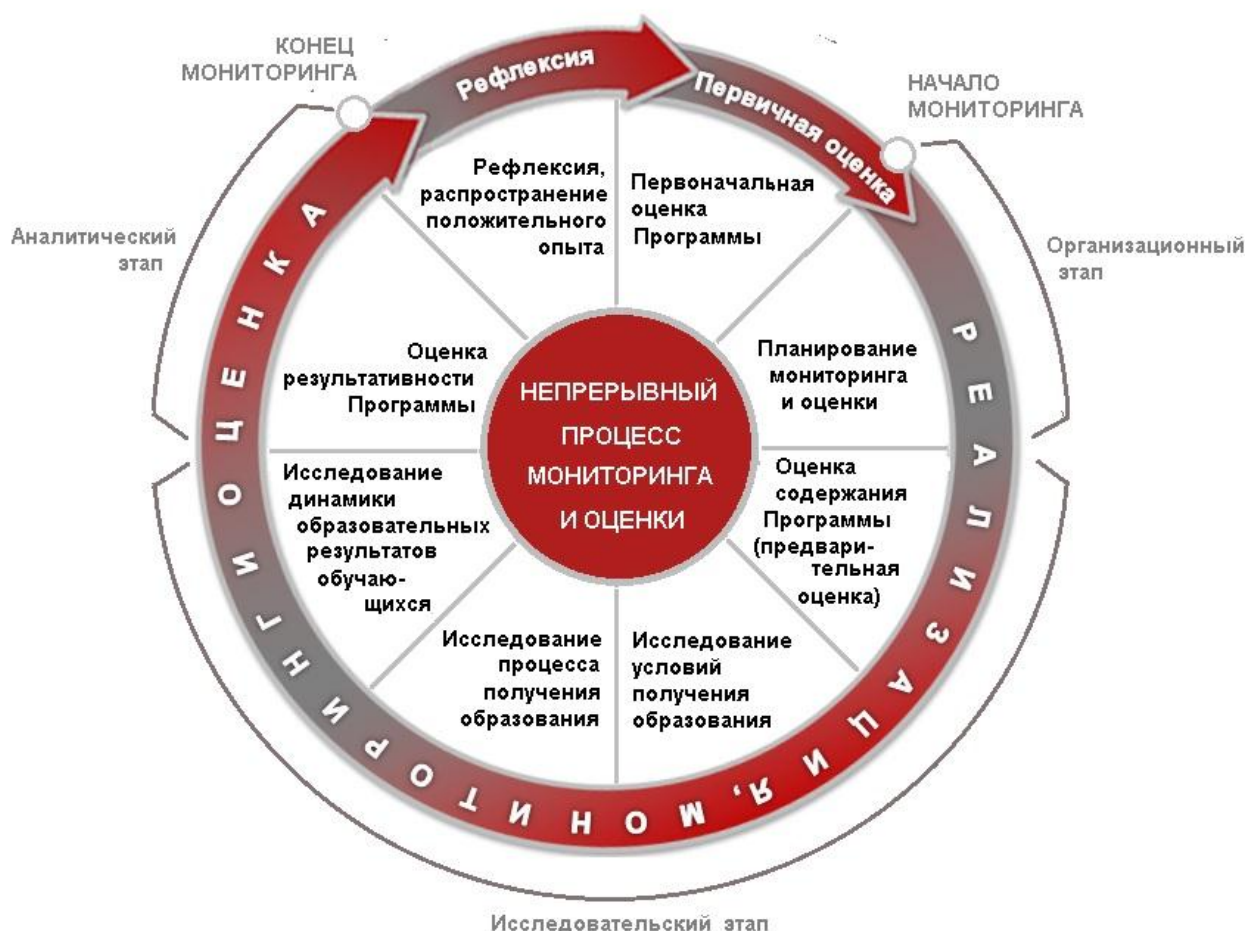 КОНЕЦ
МОНИТОРИНГА
Рефлексия
Первичная оценка
НАЧАЛО
МОНИТОРИНГА
Аналитический
этап
Организационный
этап
Рефлексия,
распространение
положительного
опыта
Первоначальная
оценка
Программы
Планирование
мониторинга
и оценки
Оценка
содержания
Программы
(предвари-
тельная
оценка)
Исследование
условий
получения
образования
Исследование
процесса
получения
образования
Исследование
динамики
образовательных
результатов
обучаю-
щихся
Оценка
результативности
Программы
НЕПРЕРЫВНЫЙ
ПРОЦЕСС
МОНИТОРИНГА
И ОЦЕНКИ
РЕАЛИЗАЦИЯ, МОНИТОРИНГ И ОЦЕНКА
Исследовательский этап